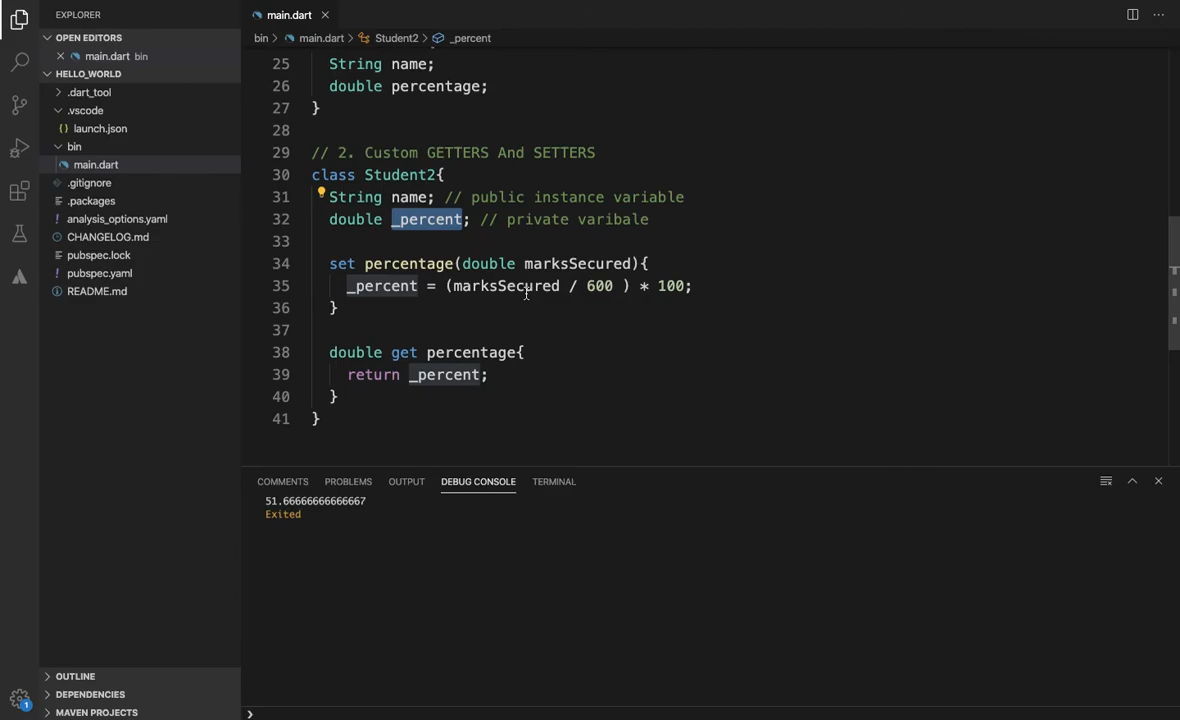 EXPLORER
OPEN EDITORS
main.dart bin
HELLO_WORLD
.dart_tool
.vscode
launch.json
bin
main.dart
.gitignore
.packages
analysis_options.yaml
CHANGELOG.md
pubspec.lock
pubspec.yaml
README.md
OUTLINE
DEPENDENCIES
MAVEN PROJECTS
1
main.dart
bin > main.dart > Student2 > _percent
25 String name;
26 double percentage;
27 }
28
29 // 2. Custom GETTERS And SETTERS
30 class Student2{
31 String name; // public instance variable
32 double _percent; // private varibale
33
34 set percentage(double marksSecured){
35 _percent = (marksSecured / 600 ) * 100;
36 }
37
38 double get percentage{
39 return _percent;
40 }
41 }
COMMENTS PROBLEMS OUTPUT DEBUG CONSOLE TERMINAL
51.66666666666667
Exited